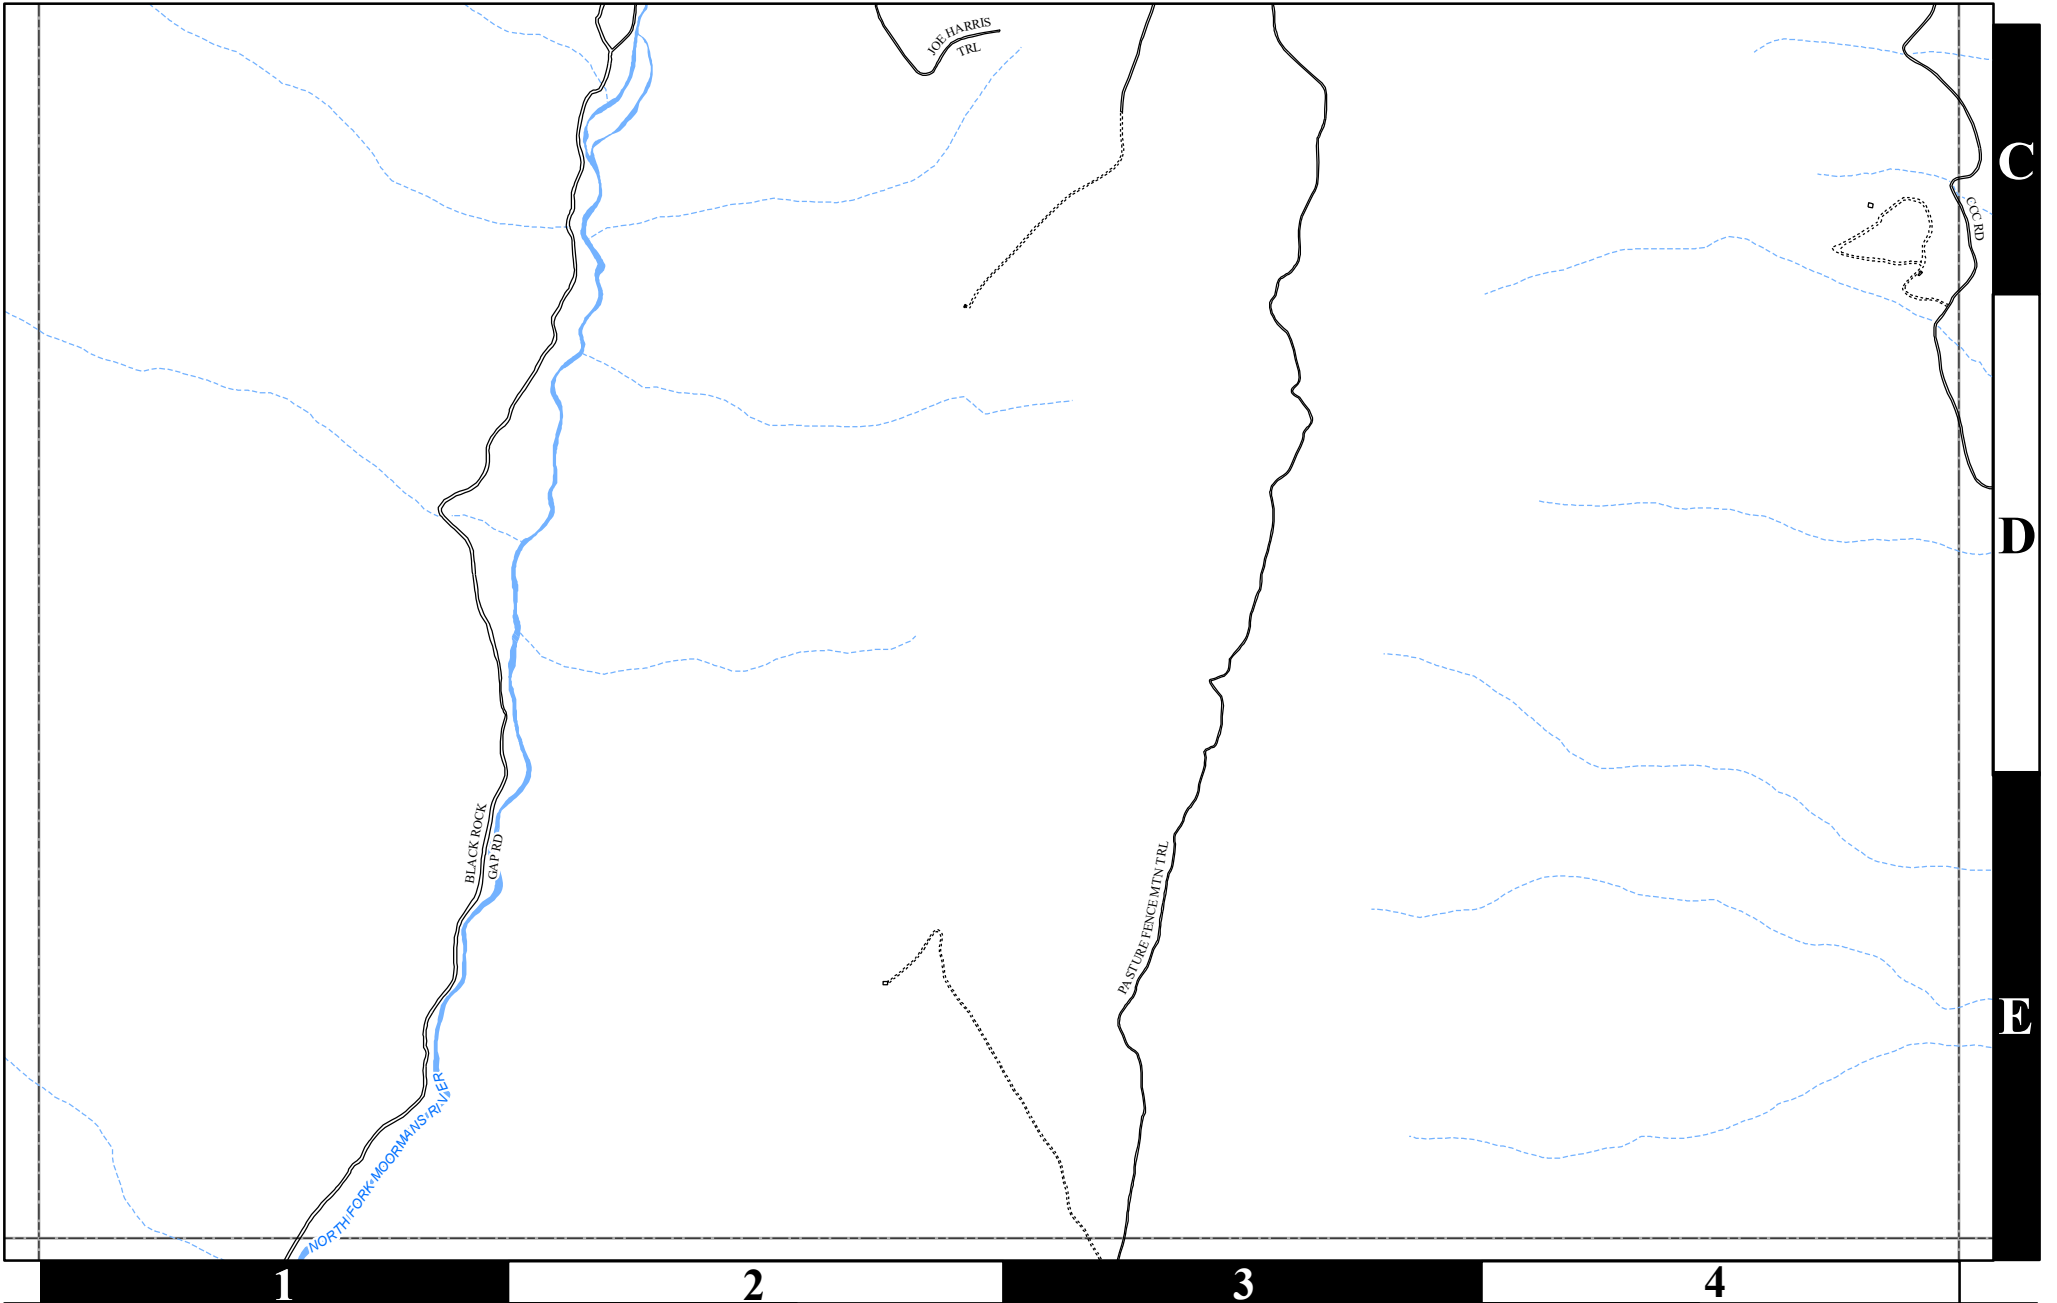 JOE HARRIS
TRL
C
CCC RD
D
BLACK ROCK
GAP RD
PASTURE FENCE MTN TRL
E
NORTH FORK MOORMANS RIVER
1
2
3
4